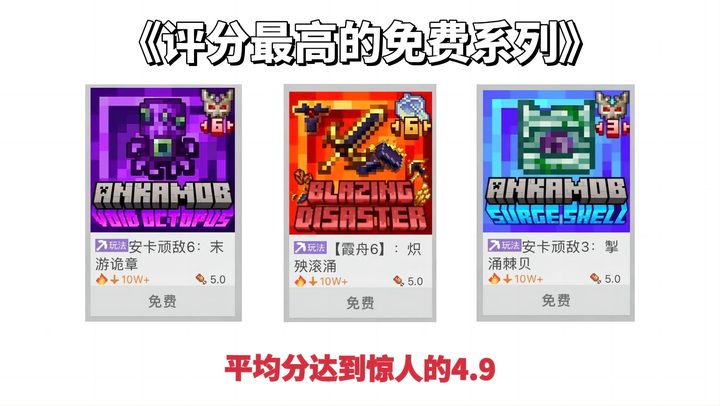 《评分最高的免费系列》
6
ANKAMOB
VOID OCTOPUS
玩法 安卡顽敌6：末
游诡章
10W+ 5.0
免费
6
BLAZING
DISASTER
玩法 【霞舟6】：炽
殃滚涌
10W+ 5.0
免费
3
ANKAMOB
SURGE SHELL
玩法 安卡顽敌3：掣
涌棘贝
10W+ 5.0
免费
平均分达到惊人的4.9